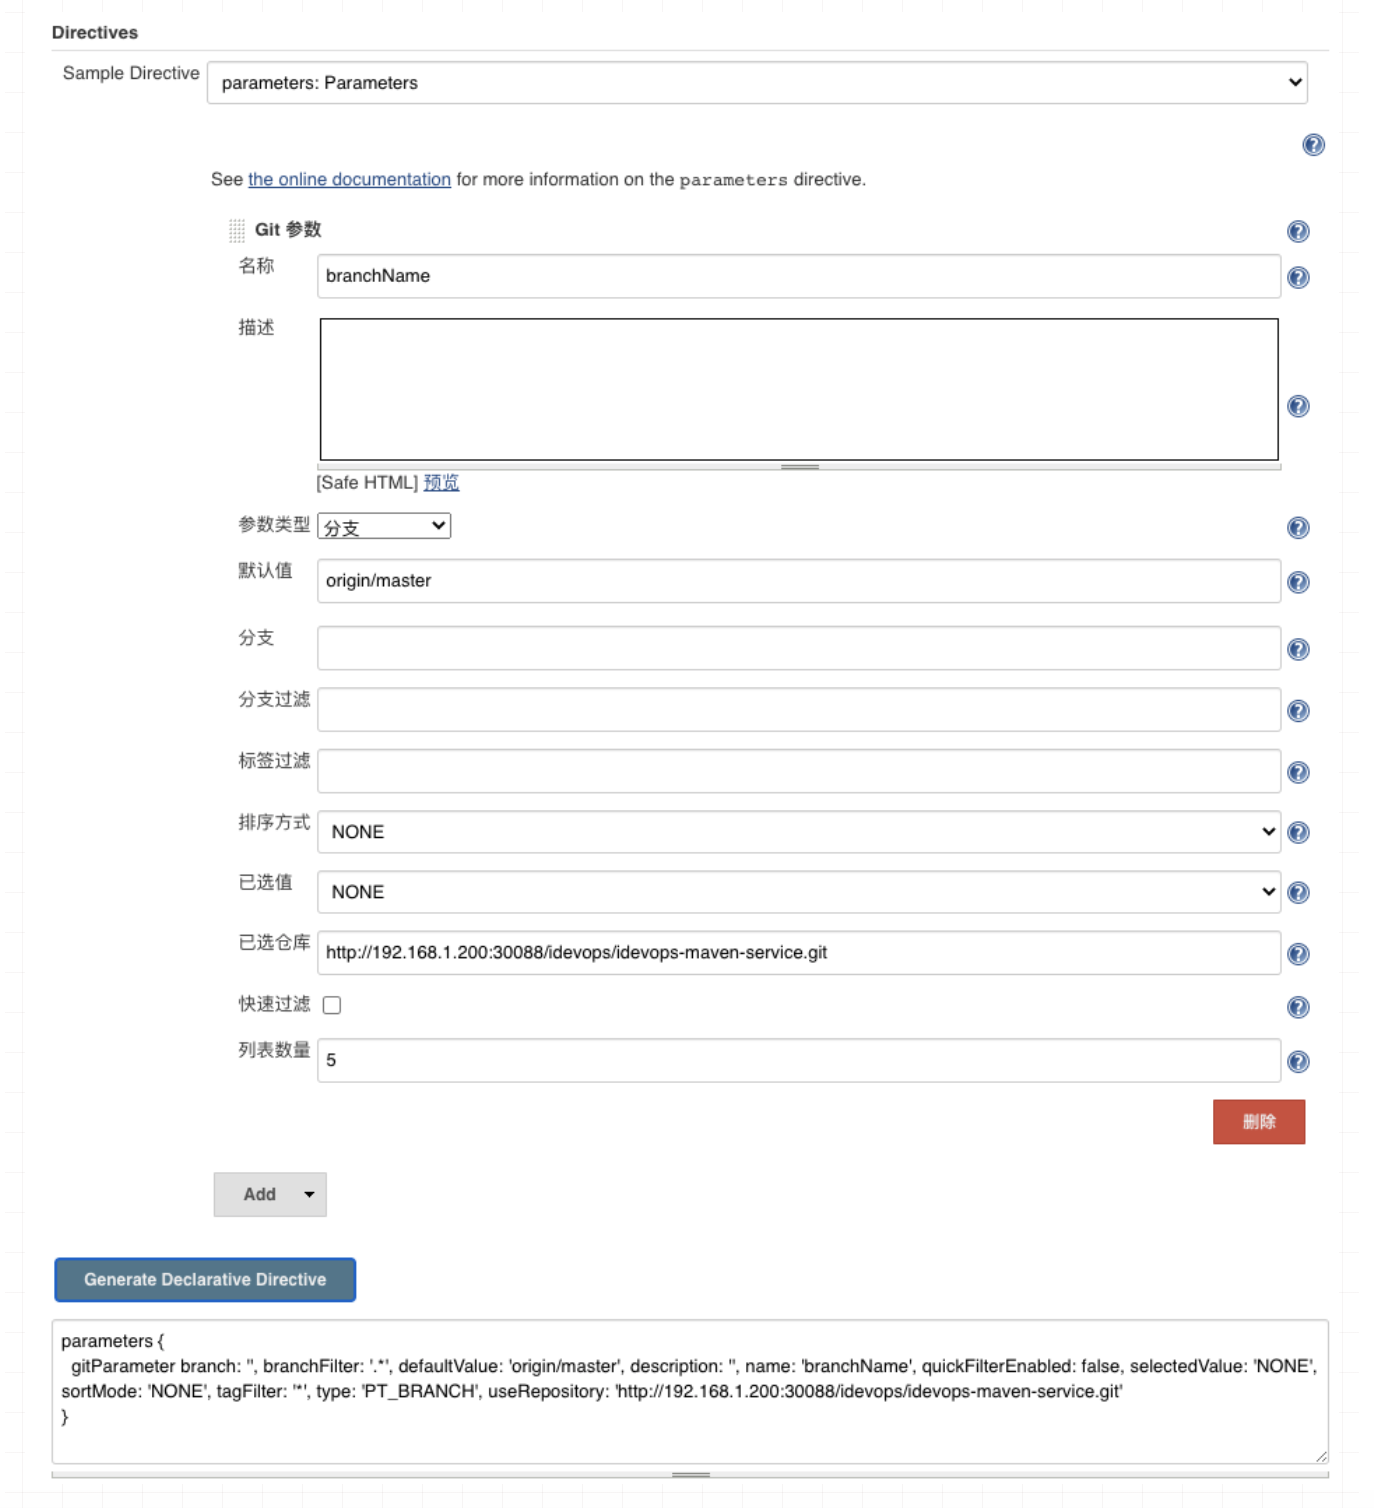 Directives
Sample Directive
parameters: Parameters
See the online documentation for more information on the parameters directive.
Git 参数
名称
branchName
描述
[Safe HTML] 预览
参数类型
分支
默认值
origin/master
分支
分支过滤
标签过滤
排序方式
NONE
已选值
NONE
已选仓库
http://192.168.1.200:30088/idevops/idevops-maven-service.git
快速过滤
列表数量
5
删除
Add
Generate Declarative Directive
parameters {
gitParameter branch: '', branchFilter: '.*', defaultValue: 'origin/master', description: '', name: 'branchName', quickFilterEnabled: false, selectedValue: 'NONE',
sortMode: 'NONE', tagFilter: '*', type: 'PT_BRANCH', useRepository: 'http://192.168.1.200:30088/idevops/idevops-maven-service.git'
}